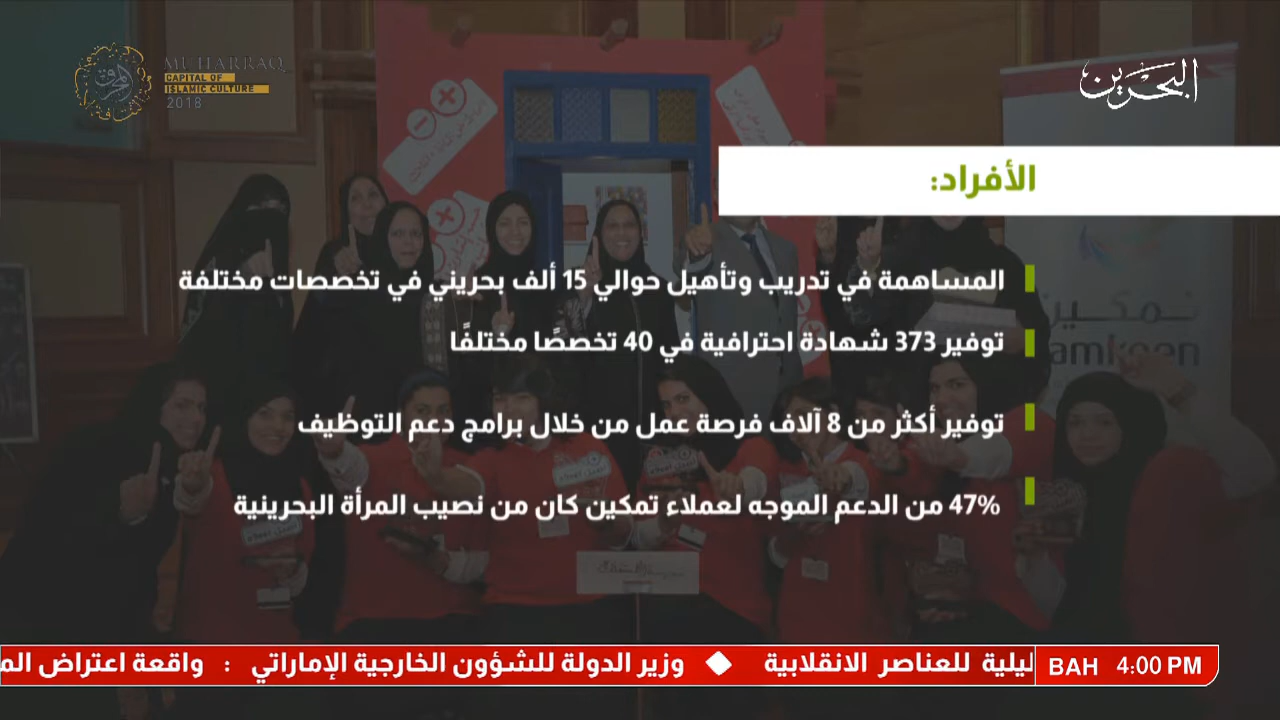 MUHARRAQ
CAPITAL OF
ISLAMIC CULTURE
2018
البحرين
الأفراد:
المساهمة في تدريب وتأهيل حوالي 15 ألف بحريني في تخصصات مختلفة
توفير 373 شهادة احترافية في 40 تخصصًا مختلفًا
توفير أكثر من 8 آلاف فرصة عمل من خلال برامج دعم التوظيف
47% من الدعم الموجه لعملاء تمكين كان من نصيب المرأة البحرينية
تمكين
amkeen
ليلية للعناصر الانقلابية ◆ وزير الدولة للشؤون الخارجية الإماراتي : واقعة اعتراض الم
BAH 4:00 PM